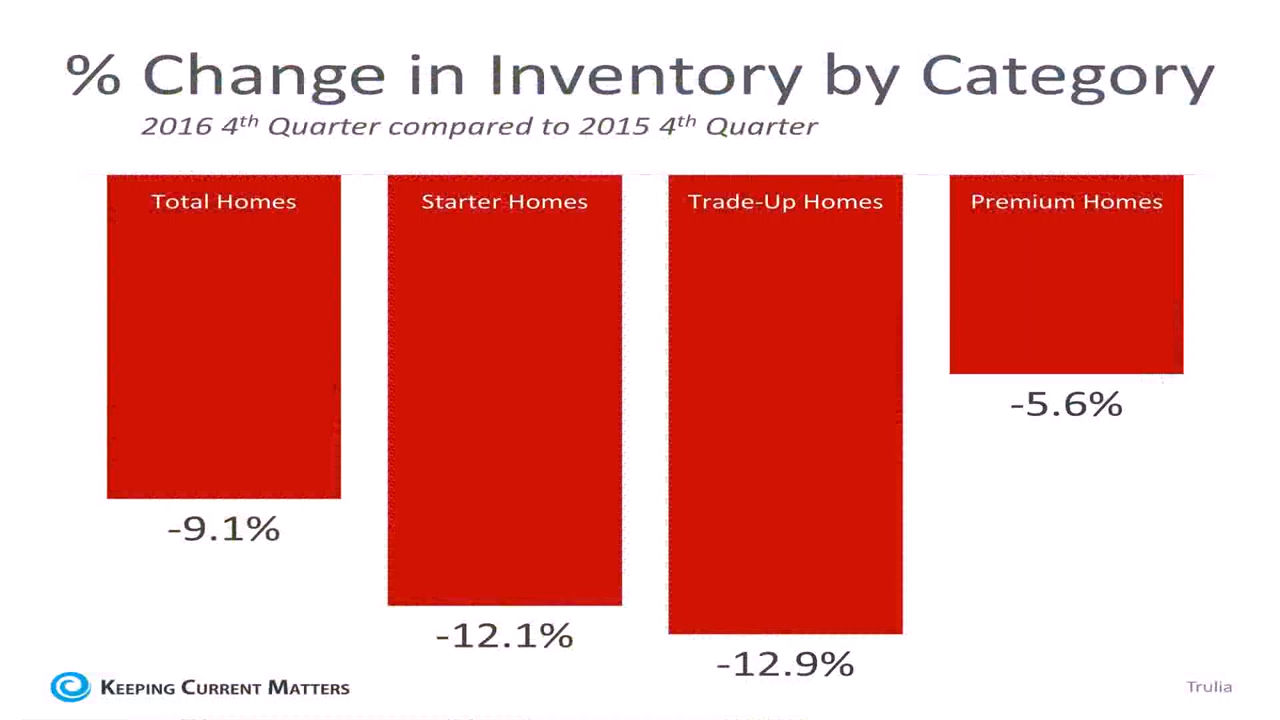 % Change in Inventory by Category
2016 4th Quarter compared to 2015 4th Quarter
Total Homes
Starter Homes
Trade-Up Homes
Premium Homes
-5.6%
-9.1%
-12.1%
-12.9%
KEEPING CURRENT MATTERS
Trulia